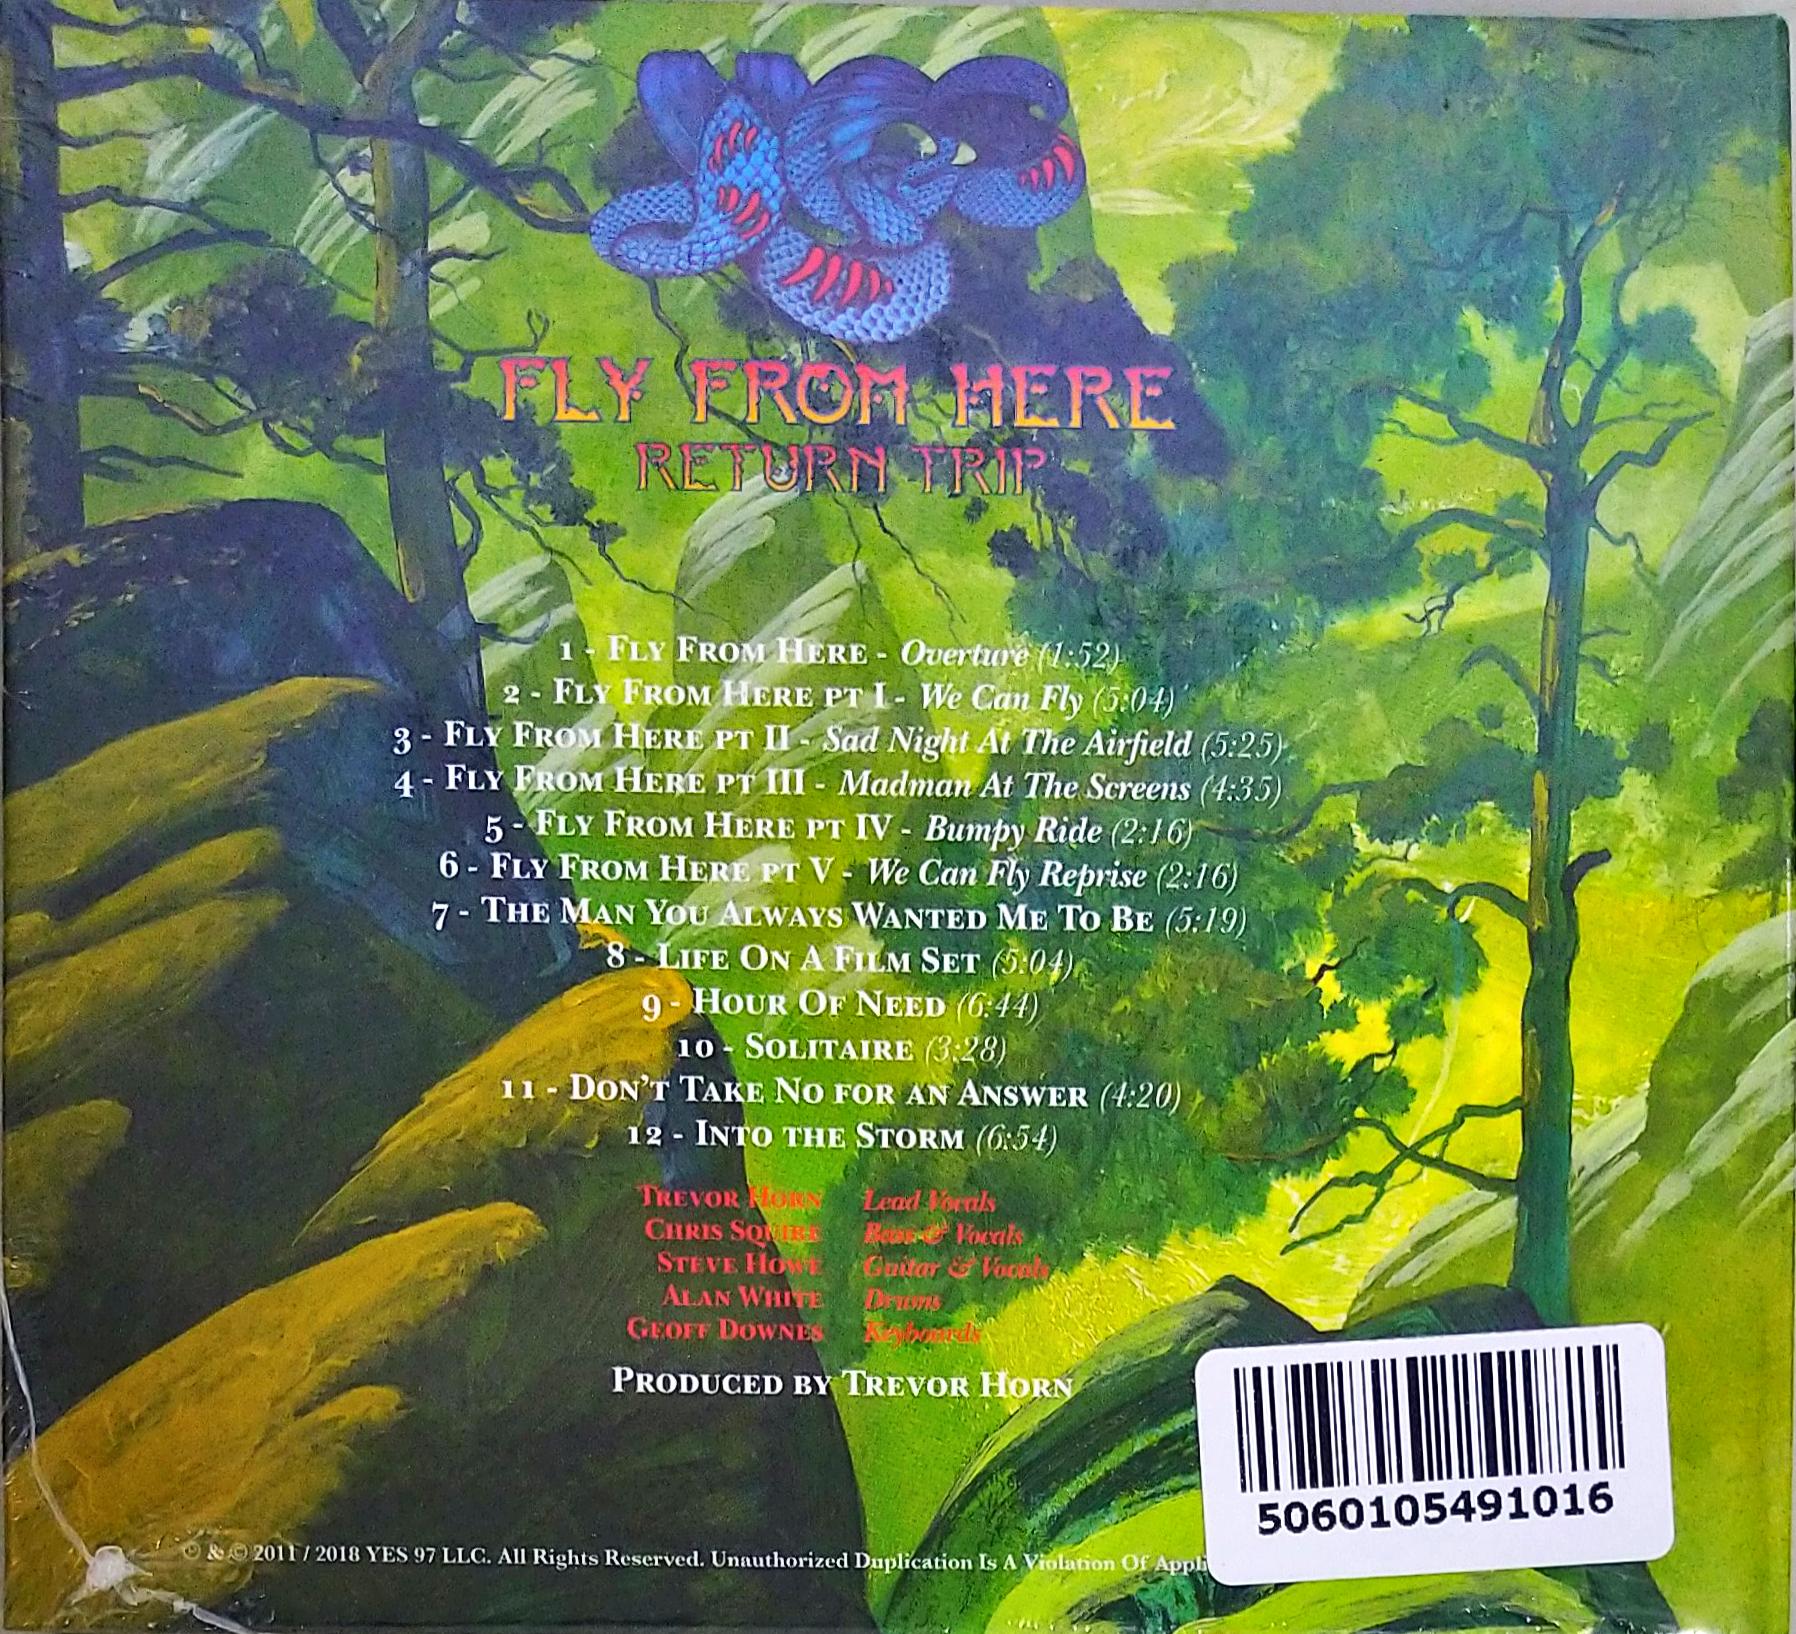 FLY FROM HERE
RETURN TRIP
1 - FLY FROM HERE - Overture (1:52)
2 - FLY FROM HERE PT I - We Can Fly (5:04)
3 - FLY FROM HERE PT II - Sad Night At The Airfield (5:25)
4 - FLY FROM HERE PT III - Madman At The Screens (4:35)
5 - FLY FROM HERE PT IV - Bumpy Ride (2:16)
6 - FLY FROM HERE PT V - We Can Fly Reprise (2:16)
7 - THE MAN YOU ALWAYS WANTED ME TO BE (5:19)
8 - LIFE ON A FILM SET (5:04)
9 - HOUR OF NEED (6:44)
10 - SOLITAIRE (3:28)
11 - DON'T TAKE NO FOR AN ANSWER (4:20)
12 - INTO THE STORM (6:54)
TREVOR HORN Lead Vocals
CHRIS SQUIRE Bass & Vocals
STEVE HOWE Guitar & Vocals
ALAN WHITE Drums
GEOFF DOWNES Keyboards
PRODUCED BY TREVOR HORN
5060105491016
℗ & © 2011 / 2018 YES 97 LLC. All Rights Reserved. Unauthorized Duplication Is A Violation Of Appli